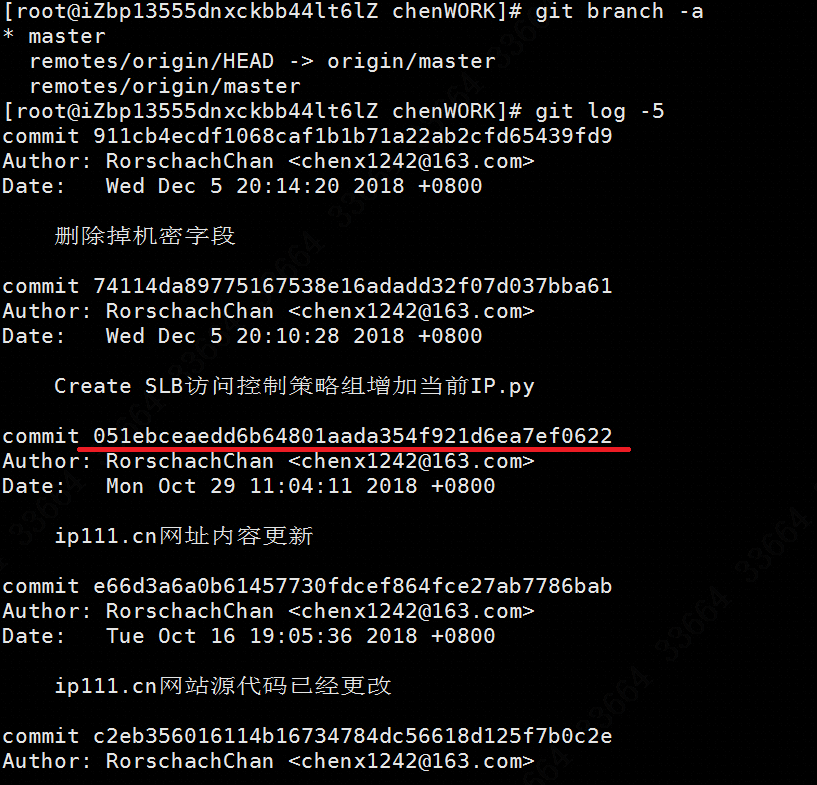 [root@iZbp13555dnxckbb44lt6lZ chenWORK]# git branch -a
* master
  remotes/origin/HEAD -> origin/master
  remotes/origin/master
[root@iZbp13555dnxckbb44lt6lZ chenWORK]# git log -5
commit 911cb4ecdf1068caf1b1b71a22ab2cfd65439fd9
Author: RorschachChan <chenx1242@163.com>
Date:   Wed Dec 5 20:14:20 2018 +0800
    删除掉机密字段
commit 74114da89775167538e16adadd32f07d037bba61
Author: RorschachChan <chenx1242@163.com>
Date:   Wed Dec 5 20:10:28 2018 +0800
    Create SLB访问控制策略组增加当前IP.py
commit 051ebceaedd6b64801aada354f921d6ea7ef0622
Author: RorschachChan <chenx1242@163.com>
Date:   Mon Oct 29 11:04:11 2018 +0800
    ip111.cn网址内容更新
commit e66d3a6a0b61457730fdcef864fce27ab7786bab
Author: RorschachChan <chenx1242@163.com>
Date:   Tue Oct 16 19:05:36 2018 +0800
    ip111.cn网站源代码已经更改
commit c2eb356016114b16734784dc56618d125f7b0c2e
Author: RorschachChan <chenx1242@163.com>
33664 33664